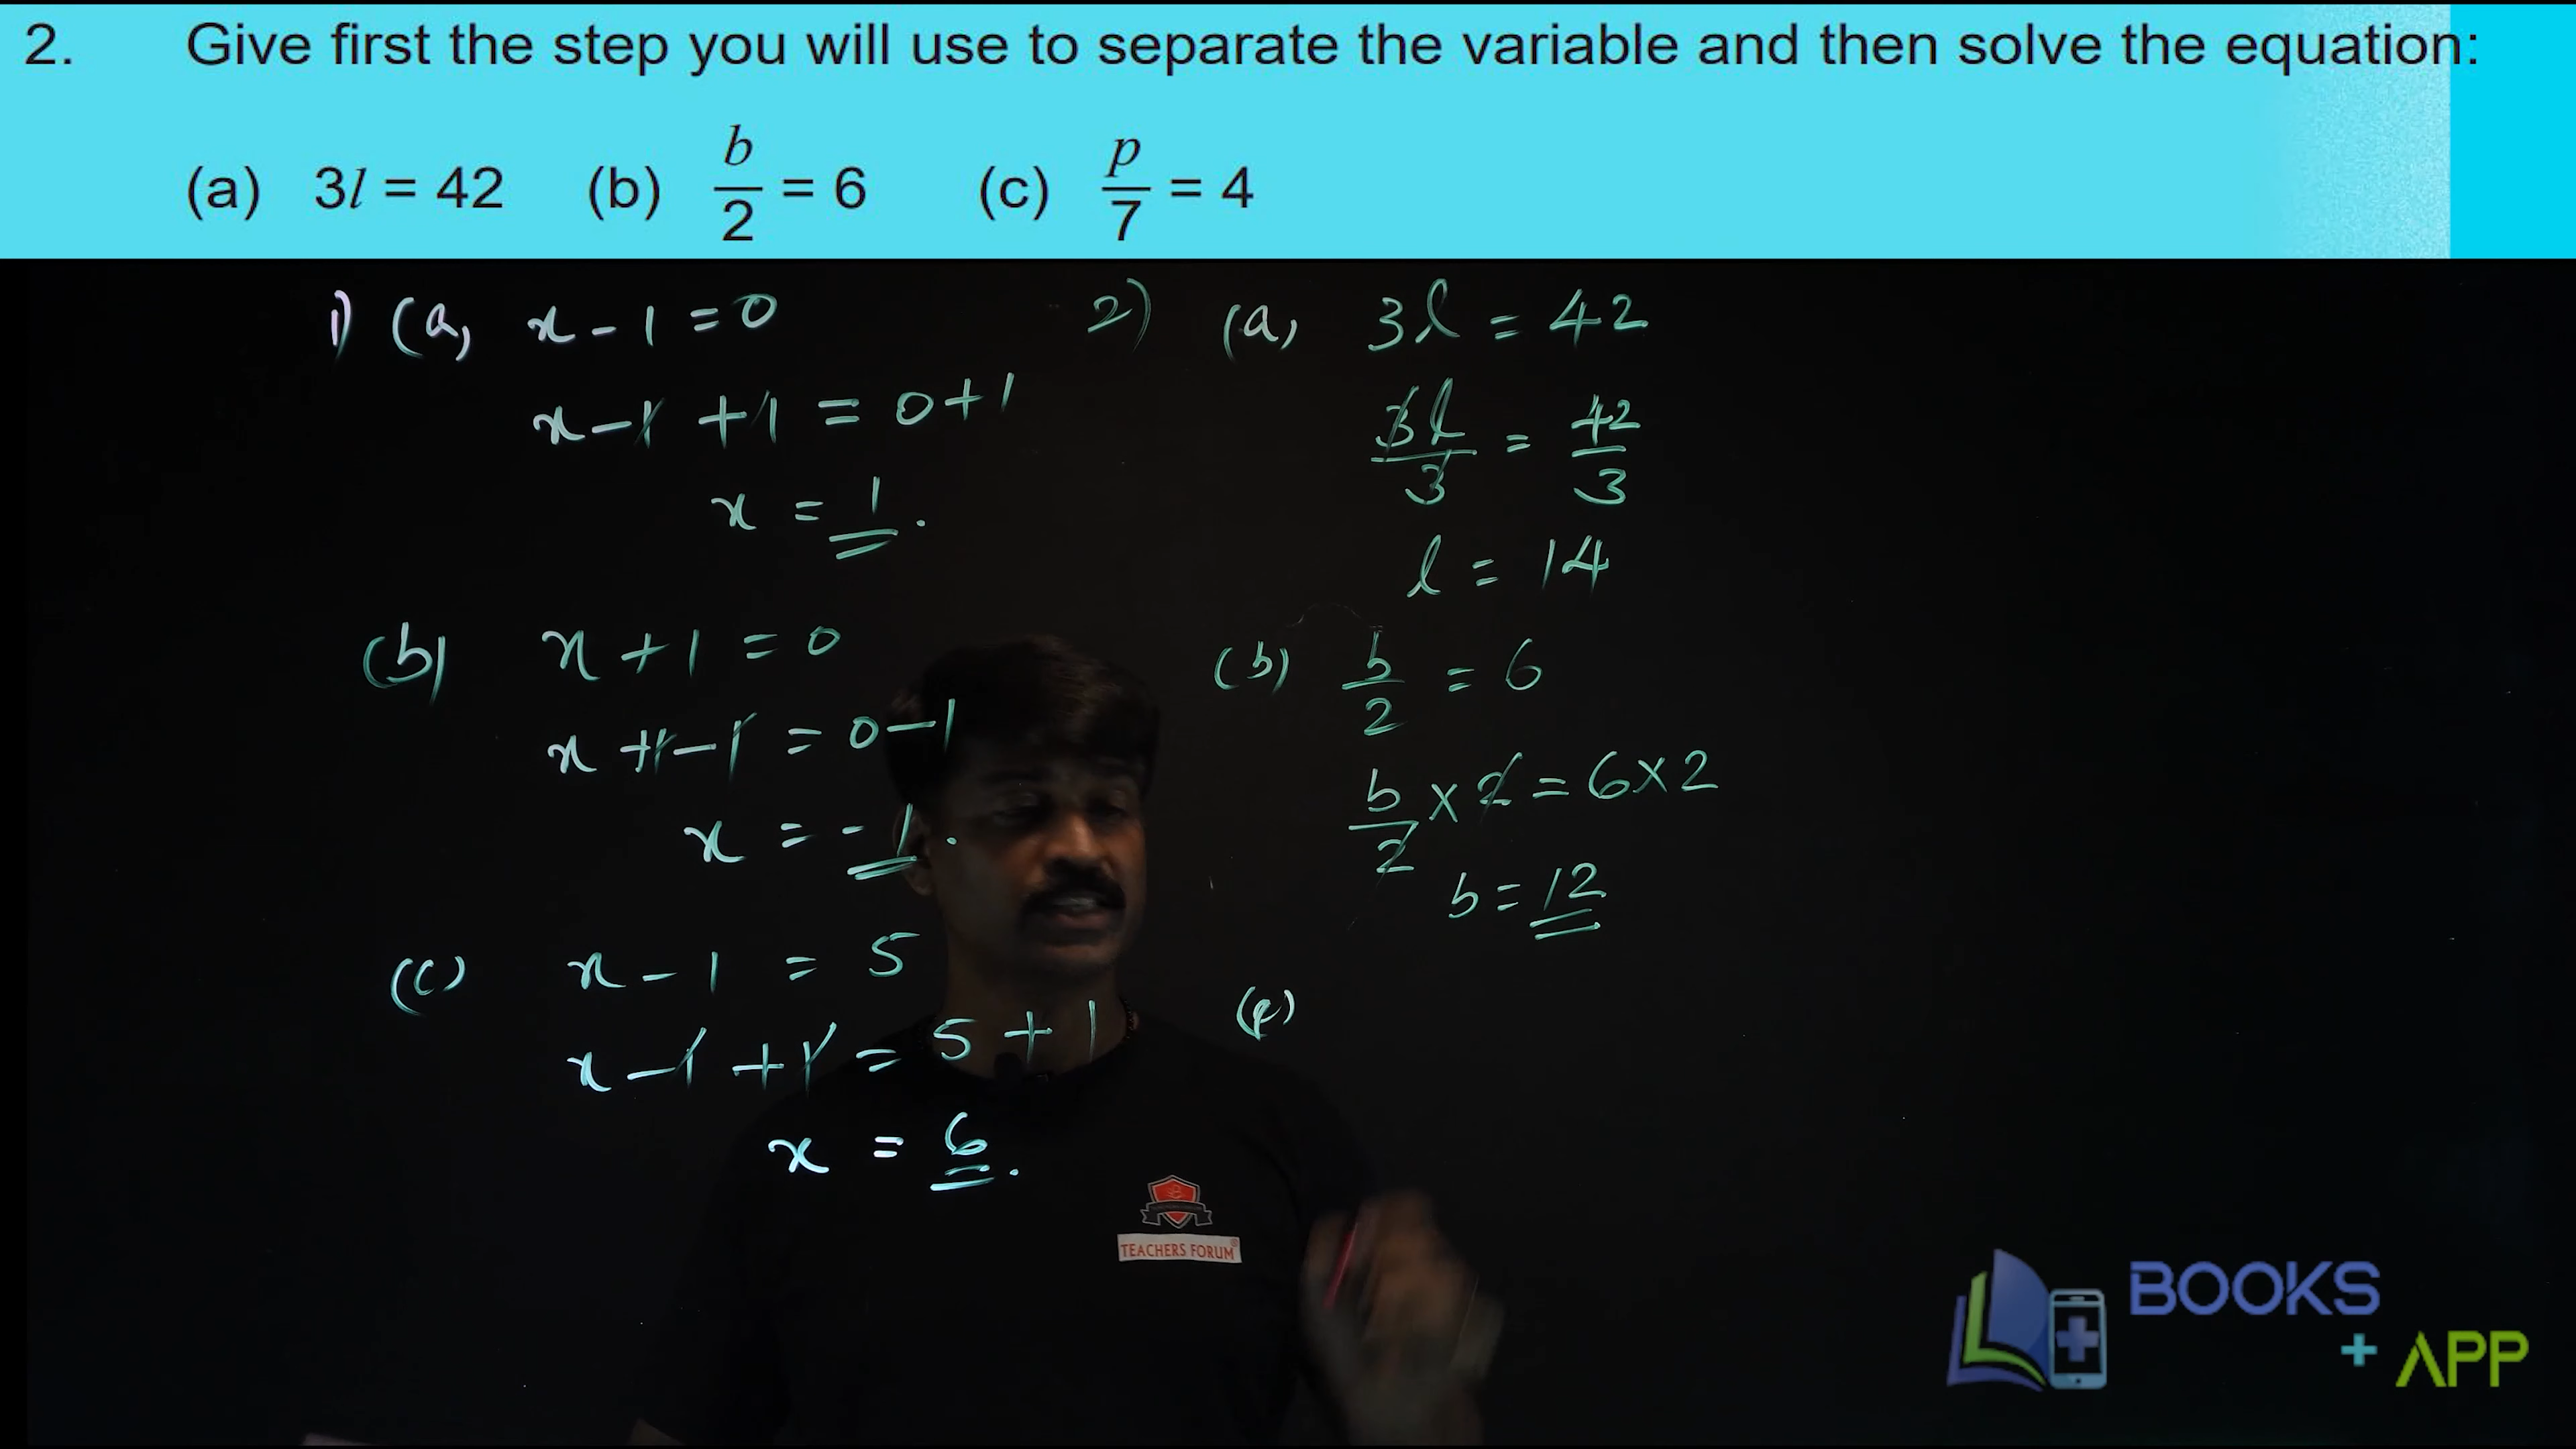 2. Give first the step you will use to separate the variable and then solve the equation:
(a) 3l = 42 (b) b/2 = 6 (c) p/7 = 4
1) (a) x - 1 = 0
x - 1 + 1 = 0 + 1
x = 1.
(b) x + 1 = 0
x + 1 - 1 = 0 - 1
x = -1.
(c) x - 1 = 5
x - 1 + 1 = 5 + 1
x = 6.
2) (a) 3l = 42
3l/3 = 42/3
l = 14
(b) b/2 = 6
b/2 × 2 = 6 × 2
b = 12
(c)
TEACHERS FORUM
BOOKS
+ APP